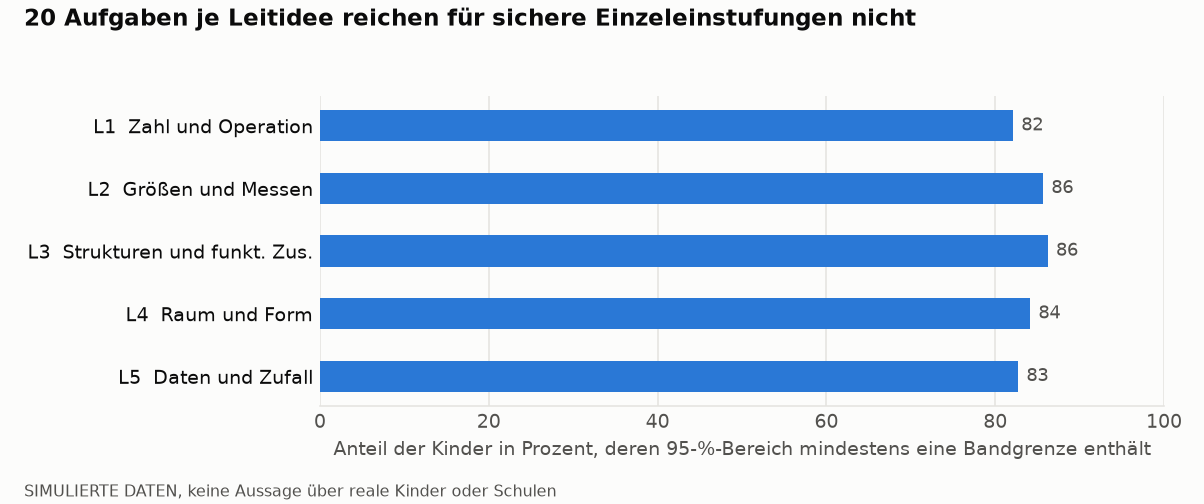 20 Aufgaben je Leitidee reichen für sichere Einzeleinstufungen nicht
L1  Zahl und Operation 82
L2  Größen und Messen 86
L3  Strukturen und funkt. Zus. 86
L4  Raum und Form 84
L5  Daten und Zufall 83
0 20 40 60 80 100
Anteil der Kinder in Prozent, deren 95-%-Bereich mindestens eine Bandgrenze enthält
SIMULIERTE DATEN, keine Aussage über reale Kinder oder Schulen